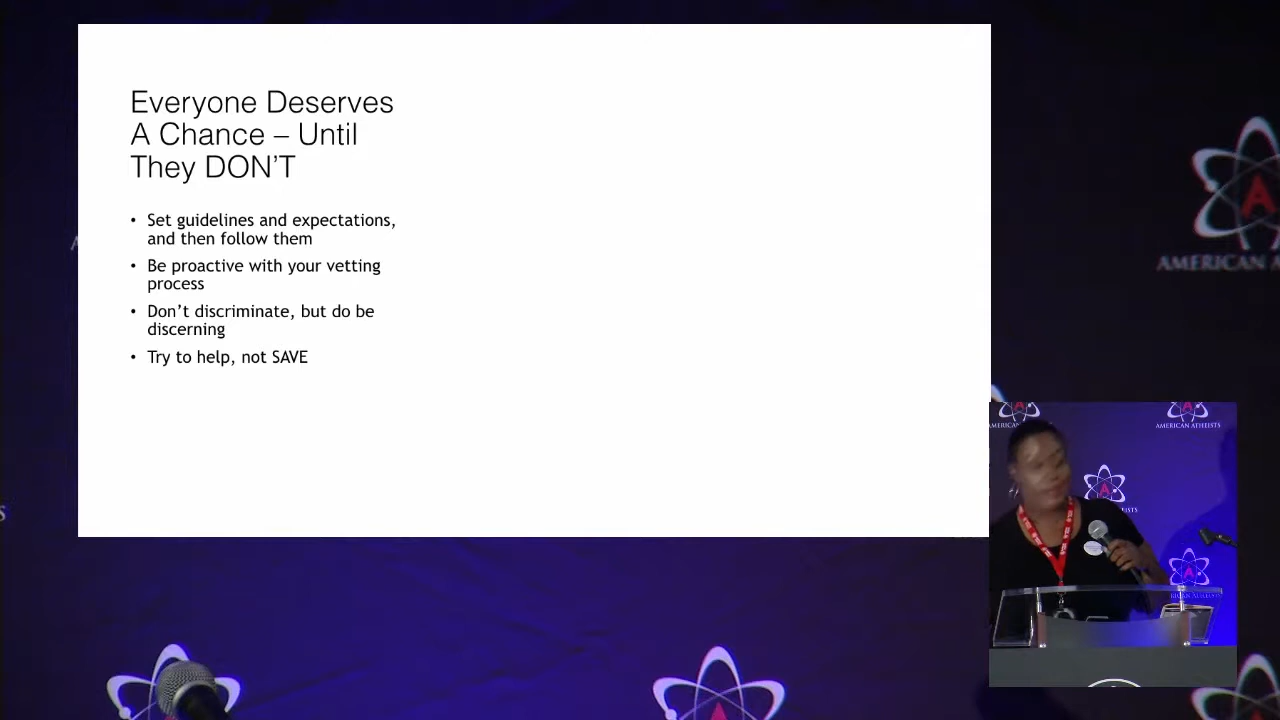 Everyone Deserves
A Chance – Until
They DON'T
• Set guidelines and expectations,
and then follow them
• Be proactive with your vetting
process
• Don't discriminate, but do be
discerning
• Try to help, not SAVE
AMERICAN A
AMERICAN
AMERICAN ATHEISTS